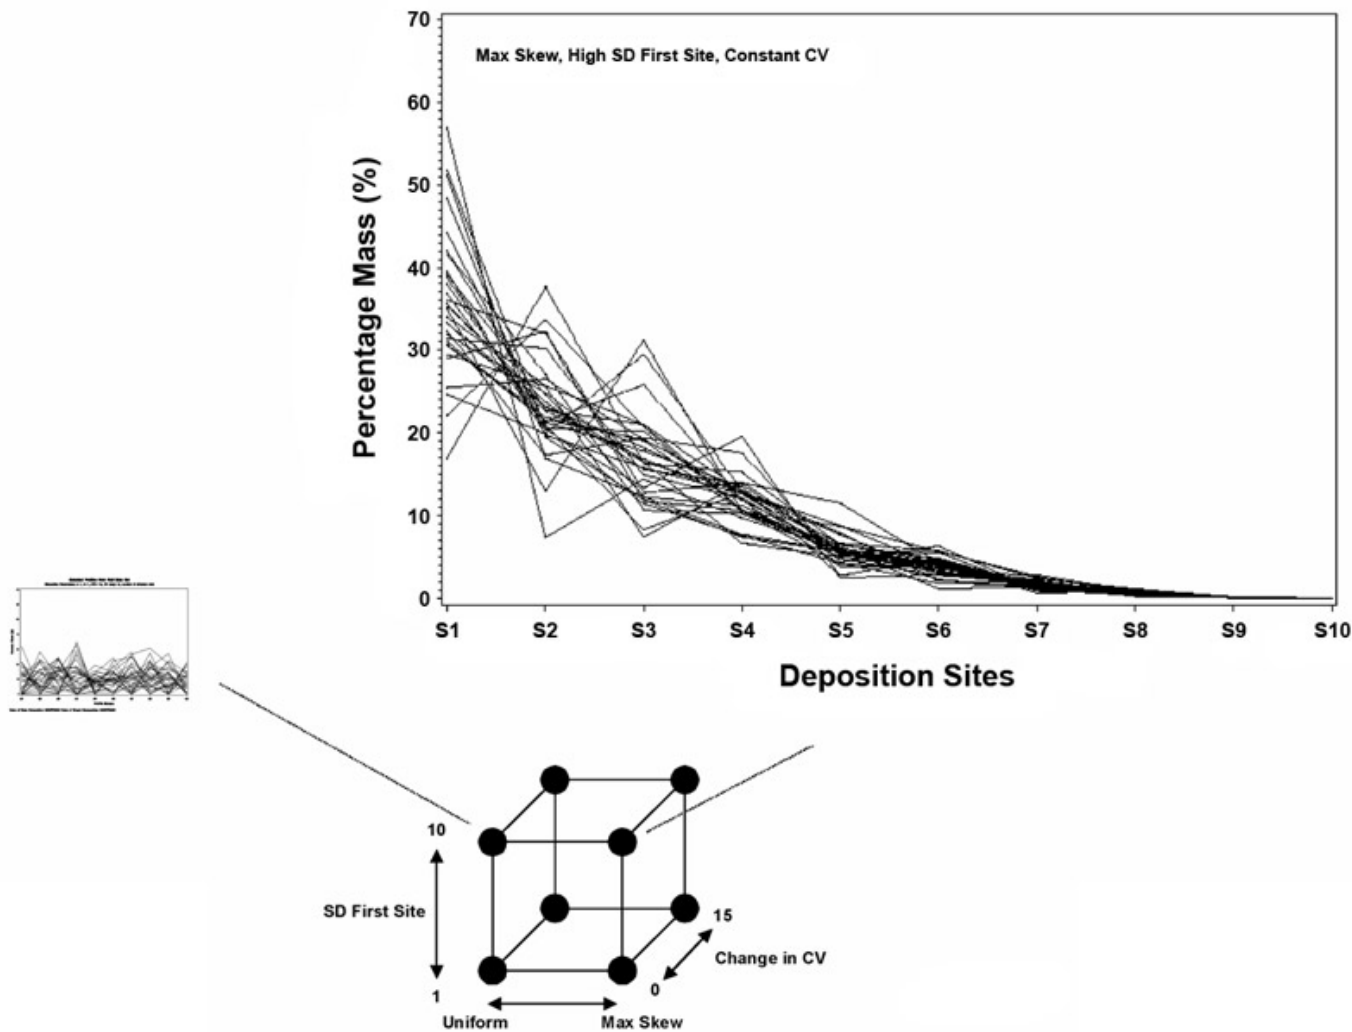 70
Max Skew, High SD First Site, Constant CV
60
50
40
30
20
10
0
Percentage Mass (%)
S1 S2 S3 S4 S5 S6 S7 S8 S9 S10
Deposition Sites
10
SD First Site
1
15
Change in CV
0
Uniform
Max Skew